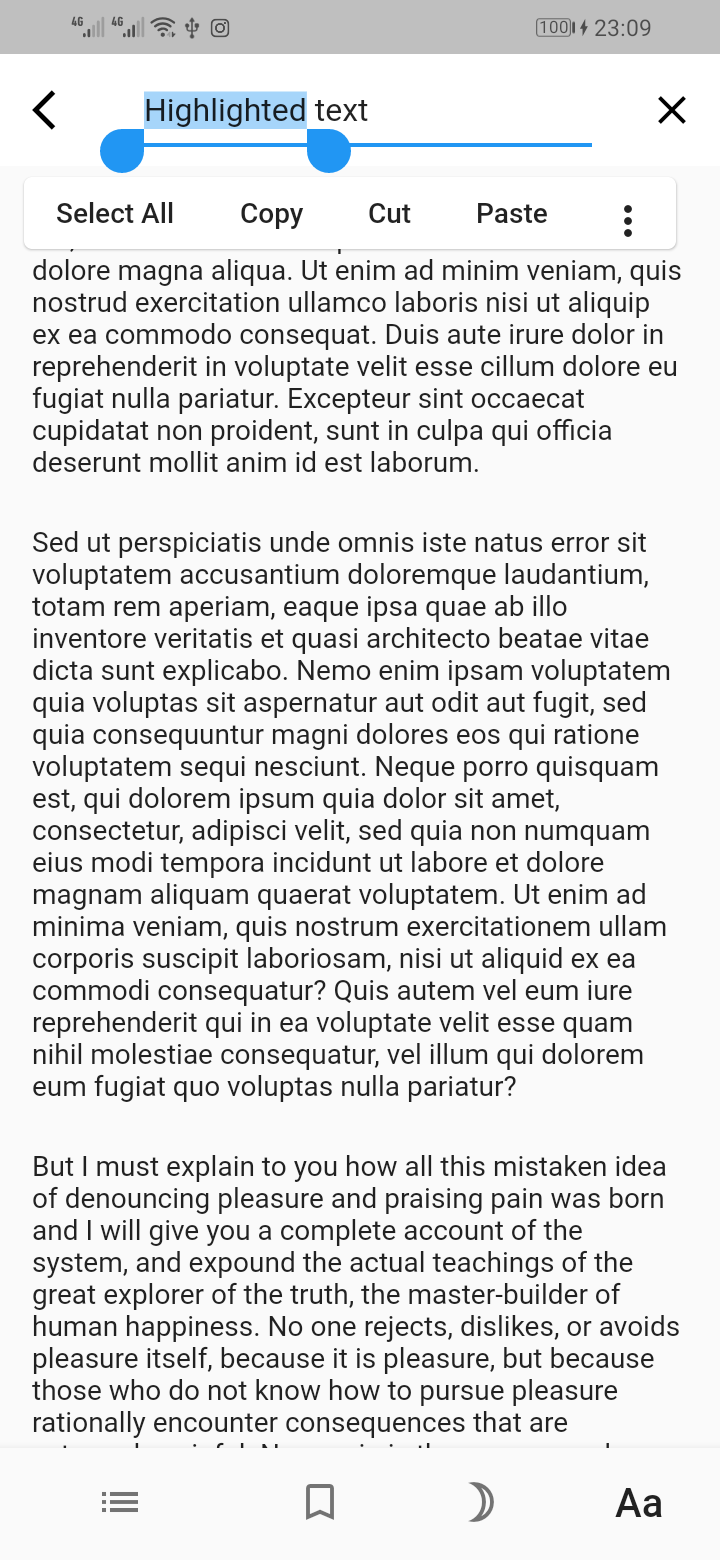 4G 4G 100 23:09
Highlighted text
Select All Copy Cut Paste
dolore magna aliqua. Ut enim ad minim veniam, quis
nostrud exercitation ullamco laboris nisi ut aliquip
ex ea commodo consequat. Duis aute irure dolor in
reprehenderit in voluptate velit esse cillum dolore eu
fugiat nulla pariatur. Excepteur sint occaecat
cupidatat non proident, sunt in culpa qui officia
deserunt mollit anim id est laborum.
Sed ut perspiciatis unde omnis iste natus error sit
voluptatem accusantium doloremque laudantium,
totam rem aperiam, eaque ipsa quae ab illo
inventore veritatis et quasi architecto beatae vitae
dicta sunt explicabo. Nemo enim ipsam voluptatem
quia voluptas sit aspernatur aut odit aut fugit, sed
quia consequuntur magni dolores eos qui ratione
voluptatem sequi nesciunt. Neque porro quisquam
est, qui dolorem ipsum quia dolor sit amet,
consectetur, adipisci velit, sed quia non numquam
eius modi tempora incidunt ut labore et dolore
magnam aliquam quaerat voluptatem. Ut enim ad
minima veniam, quis nostrum exercitationem ullam
corporis suscipit laboriosam, nisi ut aliquid ex ea
commodi consequatur? Quis autem vel eum iure
reprehenderit qui in ea voluptate velit esse quam
nihil molestiae consequatur, vel illum qui dolorem
eum fugiat quo voluptas nulla pariatur?
But I must explain to you how all this mistaken idea
of denouncing pleasure and praising pain was born
and I will give you a complete account of the
system, and expound the actual teachings of the
great explorer of the truth, the master-builder of
human happiness. No one rejects, dislikes, or avoids
pleasure itself, because it is pleasure, but because
those who do not know how to pursue pleasure
rationally encounter consequences that are
Aa